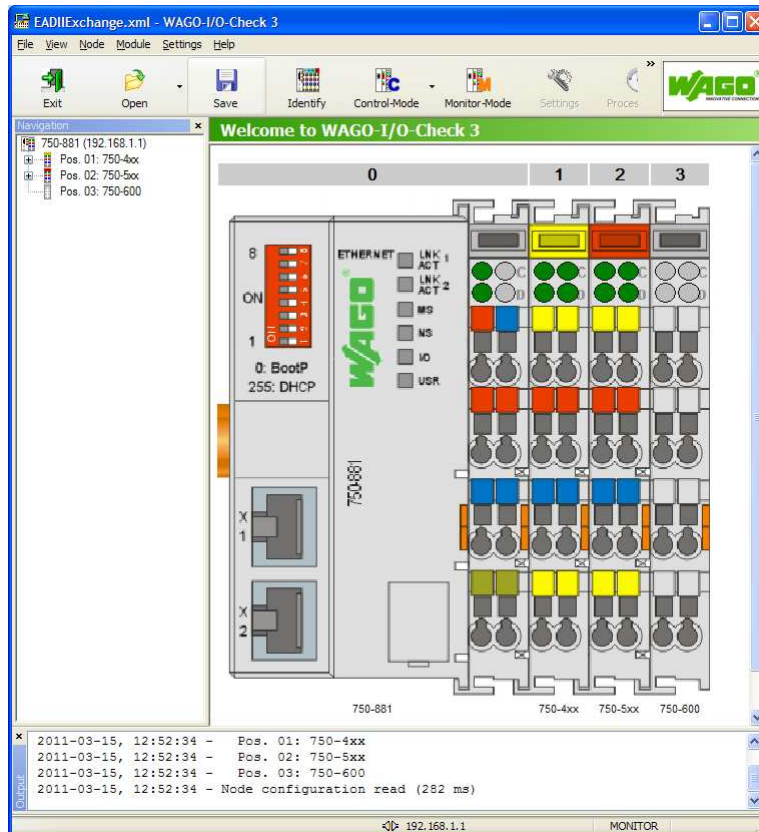 EADIIExchange.xml - WAGO-I/O-Check 3
File View Node Module Settings Help
Exit Open Save Identify Control-Mode Monitor-Mode Settings Proces »
WAGO
INNOVATIVE CONNECTIONS
Navigation
Welcome to WAGO-I/O-Check 3
750-881 (192.168.1.1)
Pos. 01: 750-4xx
Pos. 02: 750-5xx
Pos. 03: 750-600
0 1 2 3
8
ON
1
ON
0: BootP
255: DHCP
ETHERNET
LNK 1
ACT
LNK 2
ACT
MS
NS
I/O
USR
WAGO
®
C C C
D D D
750-881
X
1
X
2
750-881 750-4xx 750-5xx 750-600
Output
2011-03-15, 12:52:34 - Pos. 01: 750-4xx
2011-03-15, 12:52:34 - Pos. 02: 750-5xx
2011-03-15, 12:52:34 - Pos. 03: 750-600
2011-03-15, 12:52:34 - Node configuration read (282 ms)
192.168.1.1 MONITOR